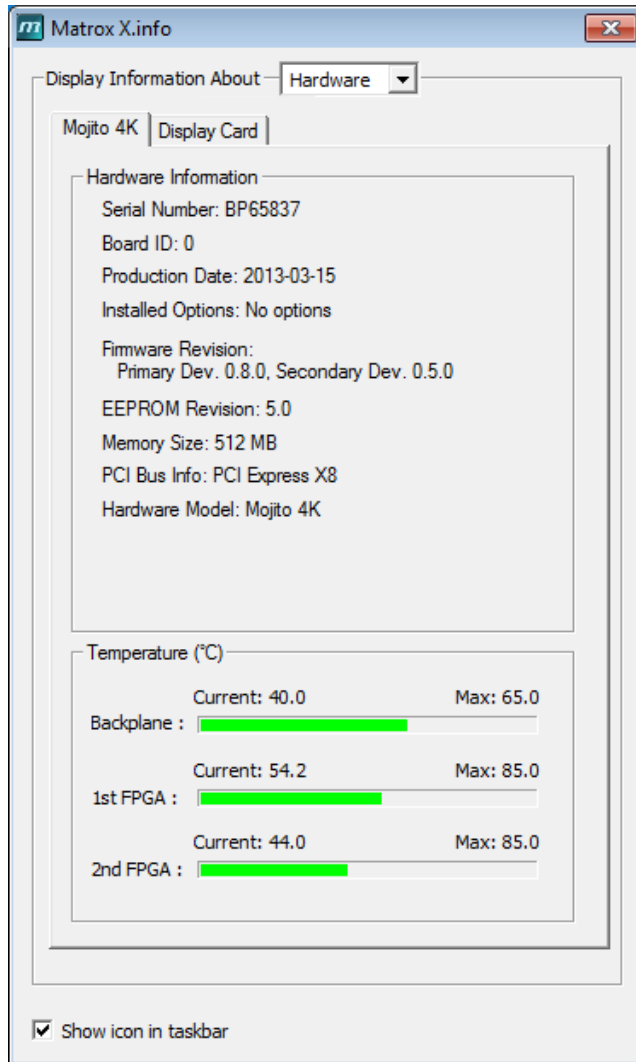 m Matrox X.info
Display Information About Hardware
Mojito 4K Display Card
Hardware Information
Serial Number: BP65837
Board ID: 0
Production Date: 2013-03-15
Installed Options: No options
Firmware Revision:
Primary Dev. 0.8.0, Secondary Dev. 0.5.0
EEPROM Revision: 5.0
Memory Size: 512 MB
PCI Bus Info: PCI Express X8
Hardware Model: Mojito 4K
Temperature (°C)
Current: 40.0 Max: 65.0
Backplane :
Current: 54.2 Max: 85.0
1st FPGA :
Current: 44.0 Max: 85.0
2nd FPGA :
Show icon in taskbar